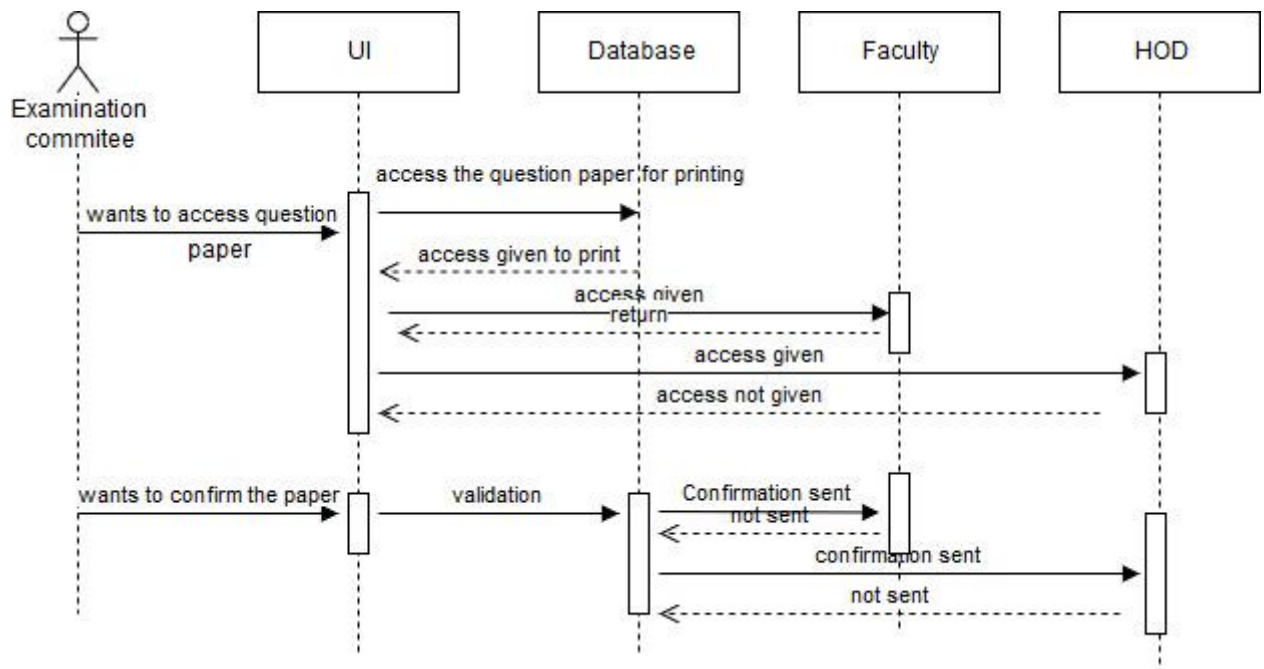 UI
Database
Faculty
HOD
Examination
commitee
access the question paper for printing
wants to access question
paper
access given to print
access given
return
access given
access not given
wants to confirm the paper
validation
Confirmation sent
not sent
confirmation sent
not sent